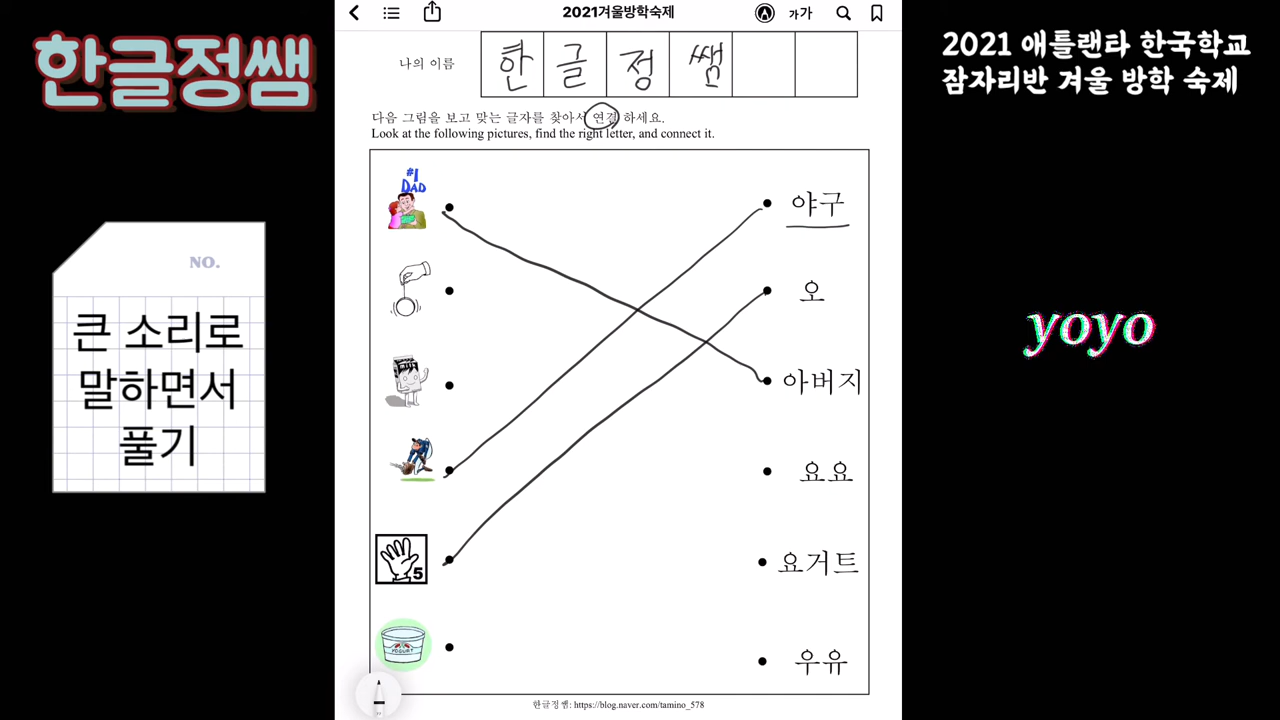 한글정쌤
2021 애틀랜타 한국학교
잠자리반 겨울 방학 숙제
NO.
큰 소리로
말하면서
풀기
yoyo
2021겨울방학숙제
가가
나의 이름
한 글 정 쌤
다음 그림을 보고 맞는 글자를 찾아서 연결 하세요.
Look at the following pictures, find the right letter, and connect it.
#1
DAD
야구
오
아버지
MILK
요요
5
요거트
YOGURT
우유
한글정쌤: https://blog.naver.com/tamino_578